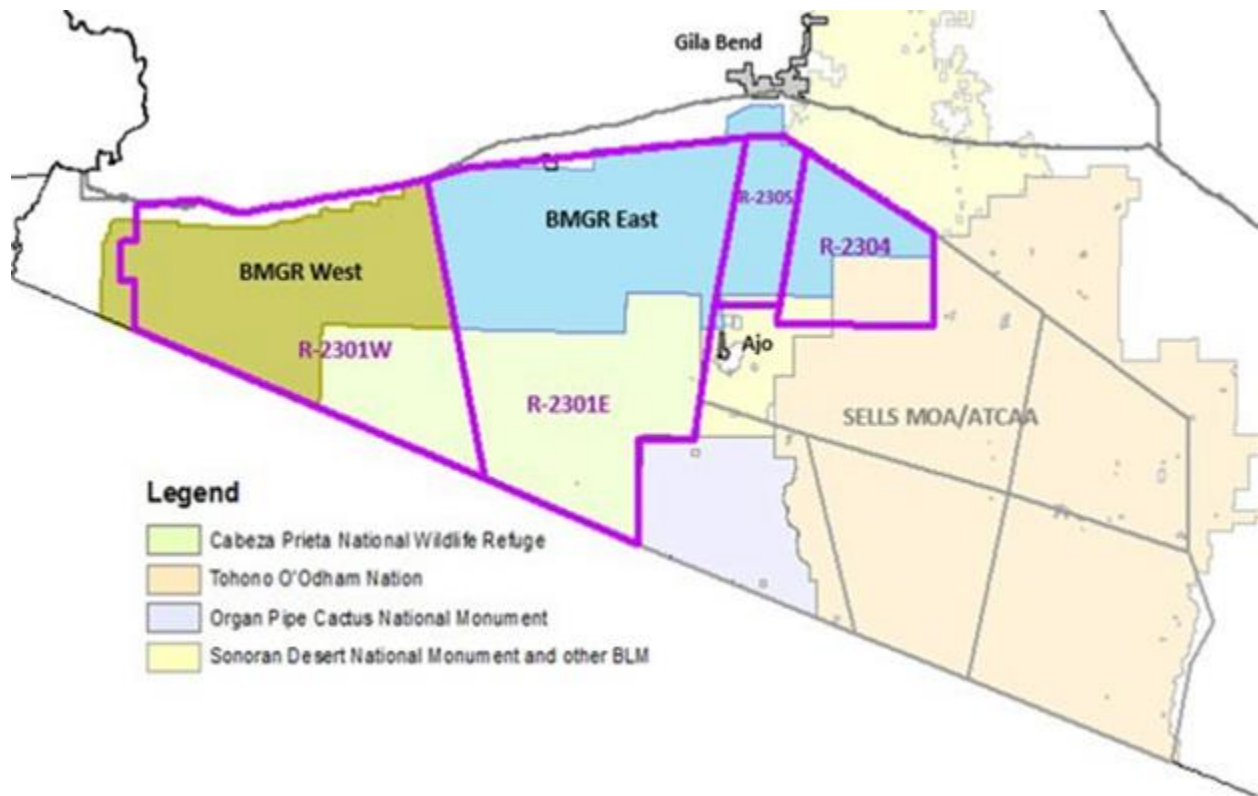 Gila Bend
BMGR East
R-2305
R-2304
BMGR West
R-2301W
Ajo
R-2301E
SELLS MOA/ATCAA
Legend
Cabeza Prieta National Wildlife Refuge
Tohono O'Odham Nation
Organ Pipe Cactus National Monument
Sonoran Desert National Monument and other BLM